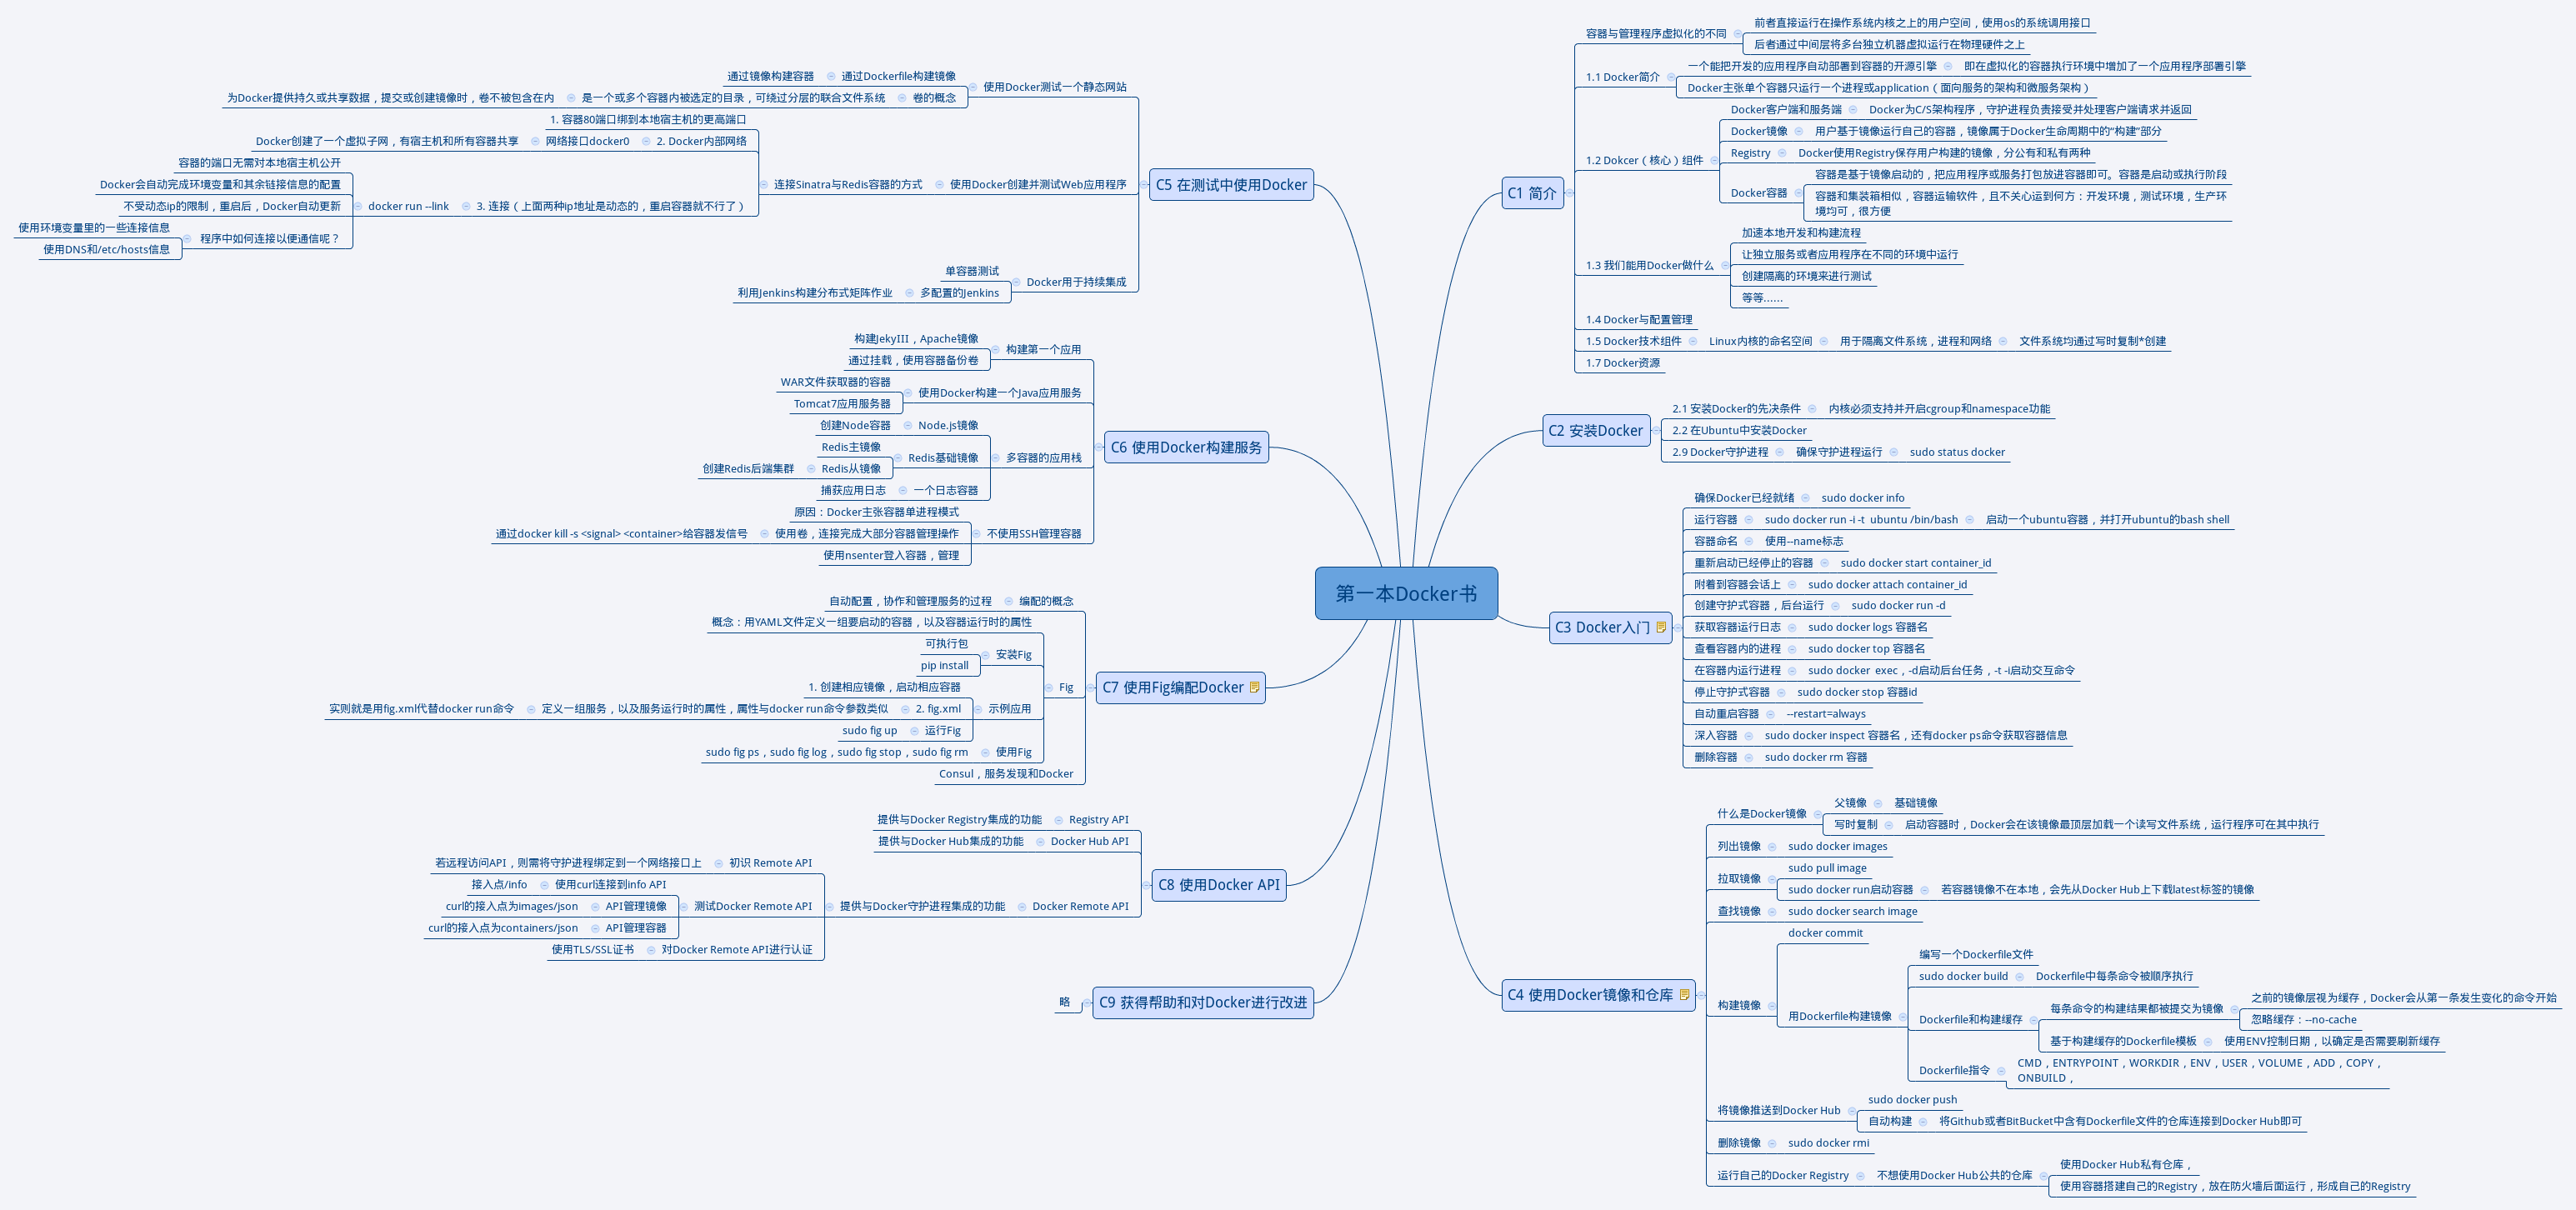 第一本Docker书
C1 简介
容器与管理程序虚拟化的不同
前者直接运行在操作系统内核之上的用户空间，使用os的系统调用接口
后者通过中间层将多台独立机器虚拟运行在物理硬件之上
1.1 Docker简介
一个能把开发的应用程序自动部署到容器的开源引擎
即在虚拟化的容器执行环境中增加了一个应用程序部署引擎
Docker主张单个容器只运行一个进程或application（面向服务的架构和微服务架构）
1.2 Dokcer（核心）组件
Docker客户端和服务端
Docker为C/S架构程序，守护进程负责接受并处理客户端请求并返回
Docker镜像
用户基于镜像运行自己的容器，镜像属于Docker生命周期中的“构建”部分
Registry
Docker使用Registry保存用户构建的镜像，分公有和私有两种
Docker容器
容器是基于镜像启动的，把应用程序或服务打包放进容器即可。容器是启动或执行阶段
容器和集装箱相似，容器运输软件，且不关心运到何方：开发环境，测试环境，生产环
境均可，很方便
1.3 我们能用Docker做什么
加速本地开发和构建流程
让独立服务或者应用程序在不同的环境中运行
创建隔离的环境来进行测试
等等......
1.4 Docker与配置管理
1.5 Docker技术组件
Linux内核的命名空间
用于隔离文件系统，进程和网络
文件系统均通过写时复制*创建
1.7 Docker资源
C2 安装Docker
2.1 安装Docker的先决条件
内核必须支持并开启cgroup和namespace功能
2.2 在Ubuntu中安装Docker
2.9 Docker守护进程
确保守护进程运行
sudo status docker
C3 Docker入门
确保Docker已经就绪
sudo docker info
运行容器
sudo docker run -i -t  ubuntu /bin/bash
启动一个ubuntu容器，并打开ubuntu的bash shell
容器命名
使用--name标志
重新启动已经停止的容器
sudo docker start container_id
附着到容器会话上
sudo docker attach container_id
创建守护式容器，后台运行
sudo docker run -d
获取容器运行日志
sudo docker logs 容器名
查看容器内的进程
sudo docker top 容器名
在容器内运行进程
sudo docker  exec，-d启动后台任务，-t -i启动交互命令
停止守护式容器
sudo docker stop 容器id
自动重启容器
--restart=always
深入容器
sudo docker inspect 容器名，还有docker ps命令获取容器信息
删除容器
sudo docker rm 容器
C4 使用Docker镜像和仓库
什么是Docker镜像
父镜像
基础镜像
写时复制
启动容器时，Docker会在该镜像最顶层加载一个读写文件系统，运行程序可在其中执行
列出镜像
sudo docker images
拉取镜像
sudo pull image
sudo docker run启动容器
若容器镜像不在本地，会先从Docker Hub上下载latest标签的镜像
查找镜像
sudo docker search image
构建镜像
docker commit
用Dockerfile构建镜像
编写一个Dockerfile文件
sudo docker build
Dockerfile中每条命令被顺序执行
Dockerfile和构建缓存
每条命令的构建结果都被提交为镜像
之前的镜像层视为缓存，Docker会从第一条发生变化的命令开始
忽略缓存：--no-cache
基于构建缓存的Dockerfile模板
使用ENV控制日期，以确定是否需要刷新缓存
Dockerfile指令
CMD，ENTRYPOINT，WORKDIR，ENV，USER，VOLUME，ADD，COPY，
ONBUILD，
将镜像推送到Docker Hub
sudo docker push
自动构建
将Github或者BitBucket中含有Dockerfile文件的仓库连接到Docker Hub即可
删除镜像
sudo docker rmi
运行自己的Docker Registry
不想使用Docker Hub公共的仓库
使用Docker Hub私有仓库，
使用容器搭建自己的Registry，放在防火墙后面运行，形成自己的Registry
C5 在测试中使用Docker
使用Docker测试一个静态网站
通过Dockerfile构建镜像
通过镜像构建容器
卷的概念
是一个或多个容器内被选定的目录，可绕过分层的联合文件系统
为Docker提供持久或共享数据，提交或创建镜像时，卷不被包含在内
使用Docker创建并测试Web应用程序
连接Sinatra与Redis容器的方式
1. 容器80端口绑到本地宿主机的更高端口
2. Docker内部网络
网络接口docker0
Docker创建了一个虚拟子网，有宿主机和所有容器共享
3. 连接（上面两种ip地址是动态的，重启容器就不行了）
docker run --link
容器的端口无需对本地宿主机公开
Docker会自动完成环境变量和其余链接信息的配置
不受动态ip的限制，重启后，Docker自动更新
程序中如何连接以便通信呢？
使用环境变量里的一些连接信息
使用DNS和/etc/hosts信息
Docker用于持续集成
单容器测试
多配置的Jenkins
利用Jenkins构建分布式矩阵作业
C6 使用Docker构建服务
构建第一个应用
构建JekyIII，Apache镜像
通过挂载，使用容器备份卷
使用Docker构建一个Java应用服务
WAR文件获取器的容器
Tomcat7应用服务器
多容器的应用栈
Node.js镜像
创建Node容器
Redis基础镜像
Redis主镜像
Redis从镜像
创建Redis后端集群
一个日志容器
捕获应用日志
不使用SSH管理容器
原因：Docker主张容器单进程模式
使用卷，连接完成大部分容器管理操作
通过docker kill -s <signal> <container>给容器发信号
使用nsenter登入容器，管理
C7 使用Fig编配Docker
编配的概念
自动配置，协作和管理服务的过程
Fig
概念：用YAML文件定义一组要启动的容器，以及容器运行时的属性
安装Fig
可执行包
pip install
示例应用
1. 创建相应镜像，启动相应容器
2. fig.xml
定义一组服务，以及服务运行时的属性，属性与docker run命令参数类似
实则就是用fig.xml代替docker run命令
运行Fig
sudo fig up
使用Fig
sudo fig ps，sudo fig log，sudo fig stop，sudo fig rm
Consul，服务发现和Docker
C8 使用Docker API
Registry API
提供与Docker Registry集成的功能
Docker Hub API
提供与Docker Hub集成的功能
Docker Remote API
提供与Docker守护进程集成的功能
初识 Remote API
若远程访问API，则需将守护进程绑定到一个网络接口上
测试Docker Remote API
使用curl连接到info API
接入点/info
API管理镜像
curl的接入点为images/json
API管理容器
curl的接入点为containers/json
对Docker Remote API进行认证
使用TLS/SSL证书
C9 获得帮助和对Docker进行改进
略